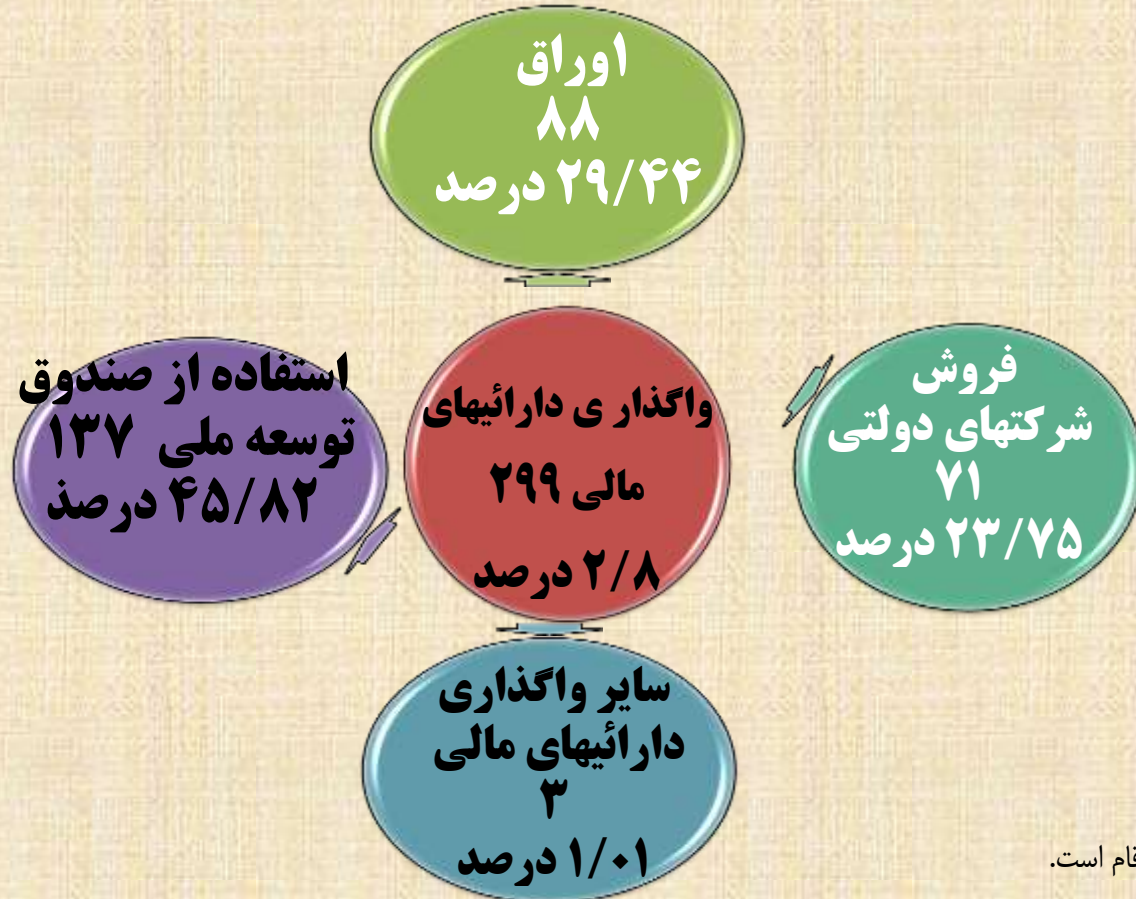 اوراق
۸۸
۲۹/۴۴ درصد
فروش
شرکتهای دولتی
۷۱
۲۳/۷۵ درصد
واگذار ی دارائیهای
مالی ۲۹۹
۲/۸ درصد
استفاده از صندوق
توسعه ملی ۱۳۷
۴۵/۸۲ درصذ
سایر واگذاری
دارائیهای مالی
۳
۱/۰۱ درصد
است.